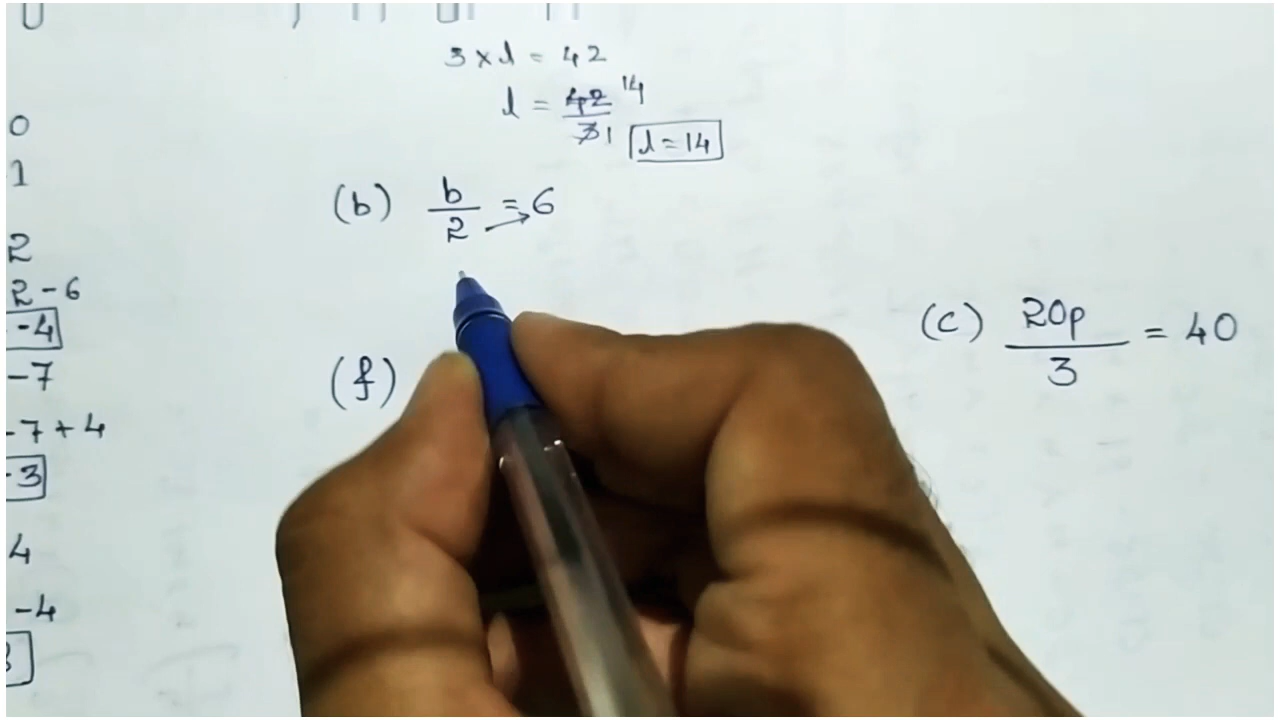 3 × l = 42
l = 42/3 14 1
l = 14
(b) b/2 = 6
(f)
(c) 20p/3 = 40
0
1
2
2 - 6
-4
-7
-7 + 4
-3
4
-4